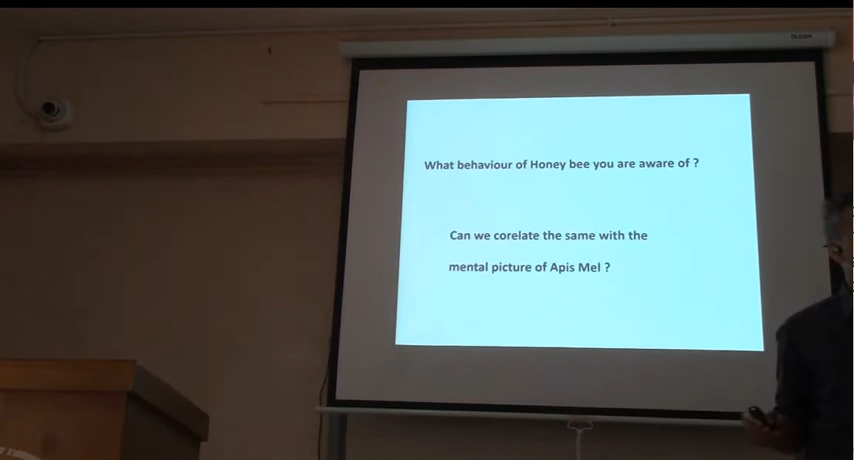 What behaviour of Honey bee you are aware of ?
Can we corelate the same with the
mental picture of Apis Mel ?